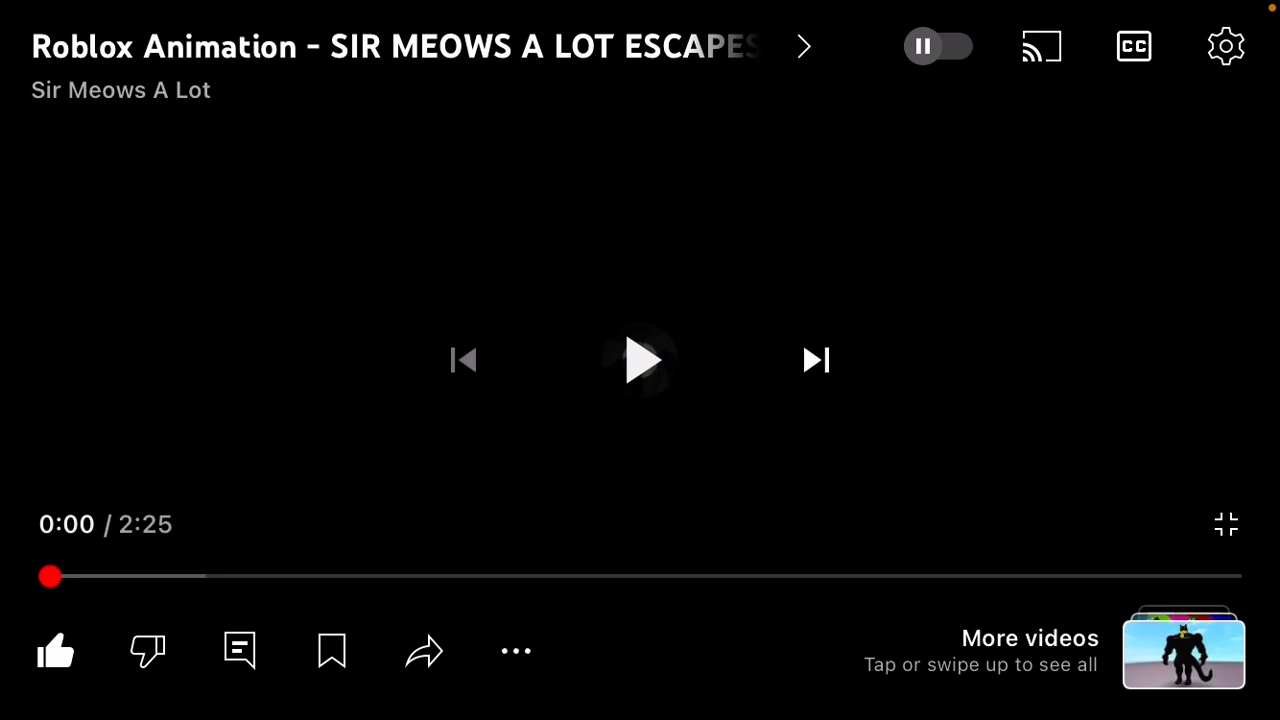 Roblox Animation - SIR MEOWS A LOT ESCAPES
Sir Meows A Lot
CC
0:00 / 2:25
More videos
Tap or swipe up to see all